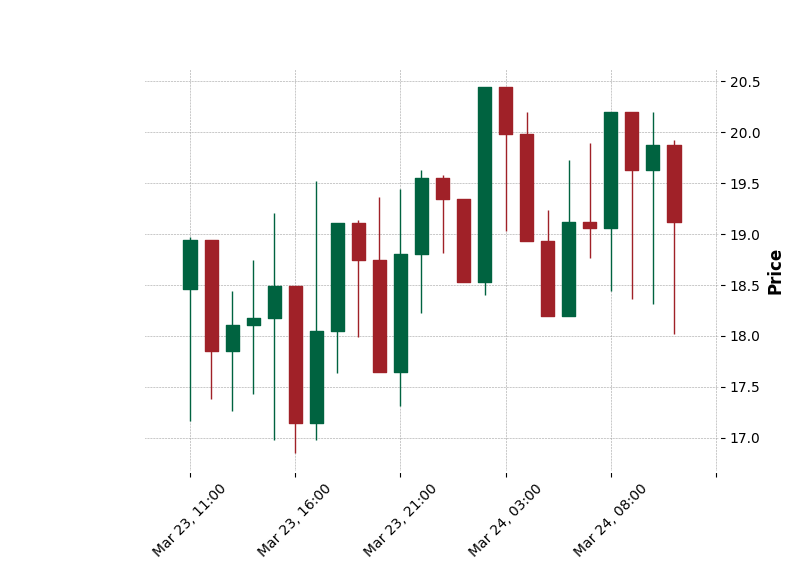 20.5
20.0
19.5
19.0
18.5
18.0
17.5
17.0
Price
Mar 23, 11:00
Mar 23, 16:00
Mar 23, 21:00
Mar 24, 03:00
Mar 24, 08:00